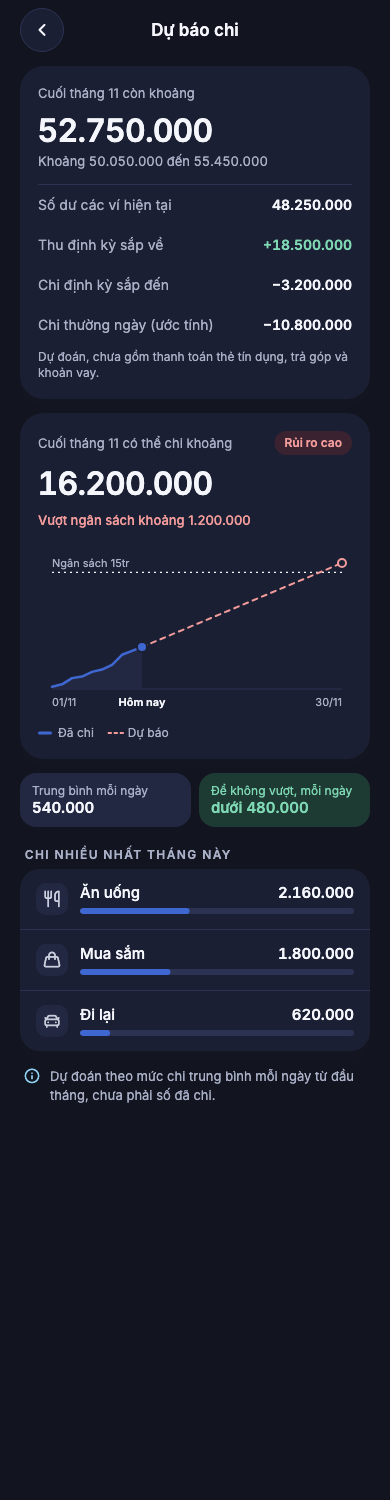 Dự báo chi
Cuối tháng 11 còn khoảng
52.750.000
Khoảng 50.050.000 đến 55.450.000
Số dư các ví hiện tại 48.250.000
Thu định kỳ sắp về +18.500.000
Chi định kỳ sắp đến −3.200.000
Chi thường ngày (ước tính) −10.800.000
Dự đoán, chưa gồm thanh toán thẻ tín dụng, trả góp và
khoản vay.
Cuối tháng 11 có thể chi khoảng Rủi ro cao
16.200.000
Vượt ngân sách khoảng 1.200.000
Ngân sách 15tr
01/11 Hôm nay 30/11
Đã chi Dự báo
Trung bình mỗi ngày
540.000
Để không vượt, mỗi ngày
dưới 480.000
CHI NHIỀU NHẤT THÁNG NÀY
Ăn uống 2.160.000
Mua sắm 1.800.000
Đi lại 620.000
Dự đoán theo mức chi trung bình mỗi ngày từ đầu
tháng, chưa phải số đã chi.